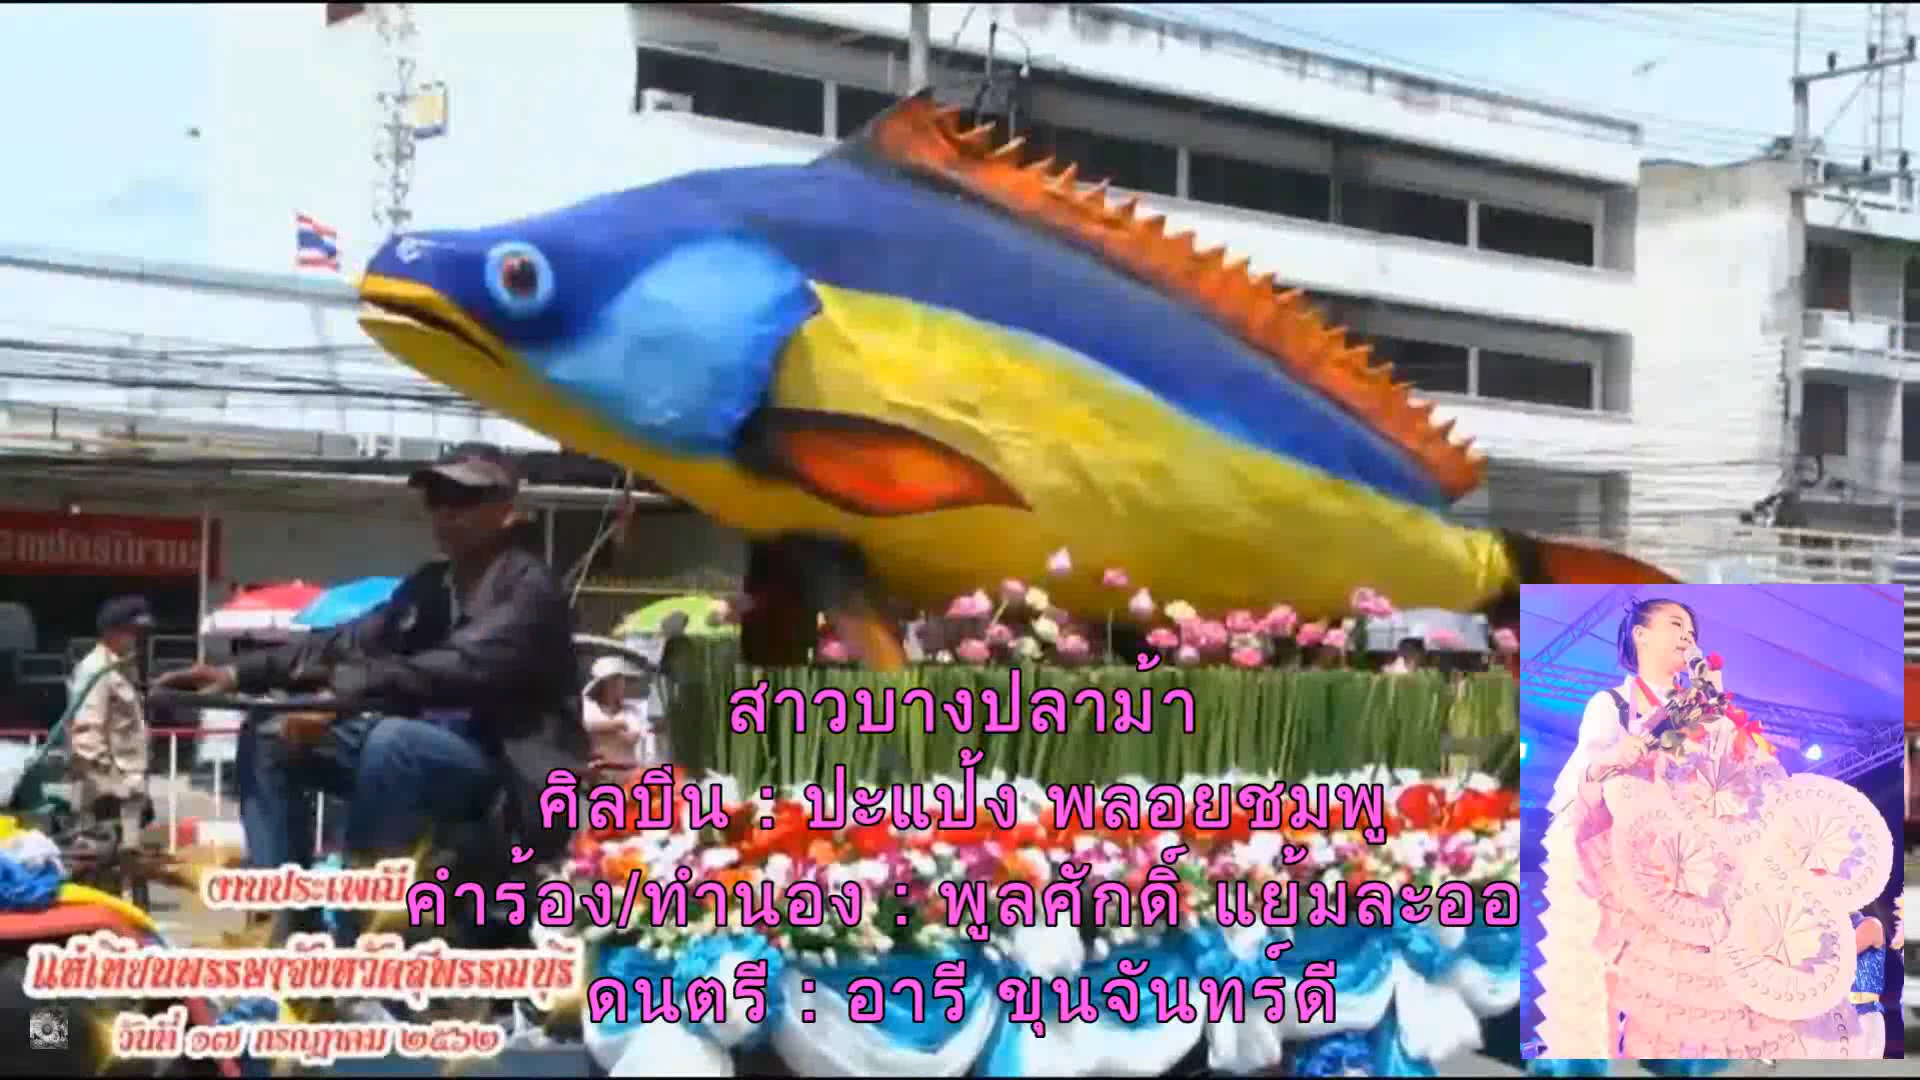 สาวบางปลาม้า
ศิลปิน : ปะแป้ง พลอยชมพู
คำร้อง/ทำนอง : พูลศักดิ์ แย้มละออ
ดนตรี : อารี ขุนจันทร์ดี
งานประเพณี
แห่เทียนพรรษาจังหวัดสุพรรณบุรี
วันที่ ๑๗ กรกฎาคม ๒๕๖๒